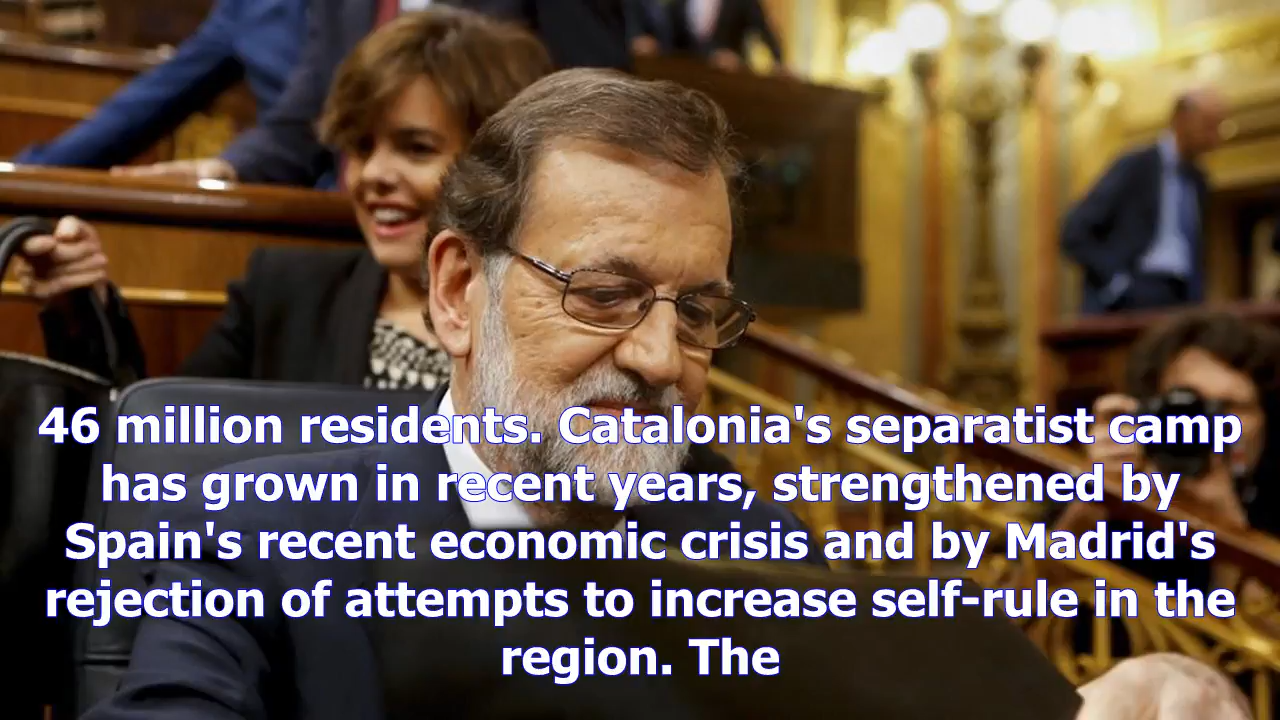 46 million residents. Catalonia's separatist camp
has grown in recent years, strengthened by
Spain's recent economic crisis and by Madrid's
rejection of attempts to increase self-rule in the
region. The